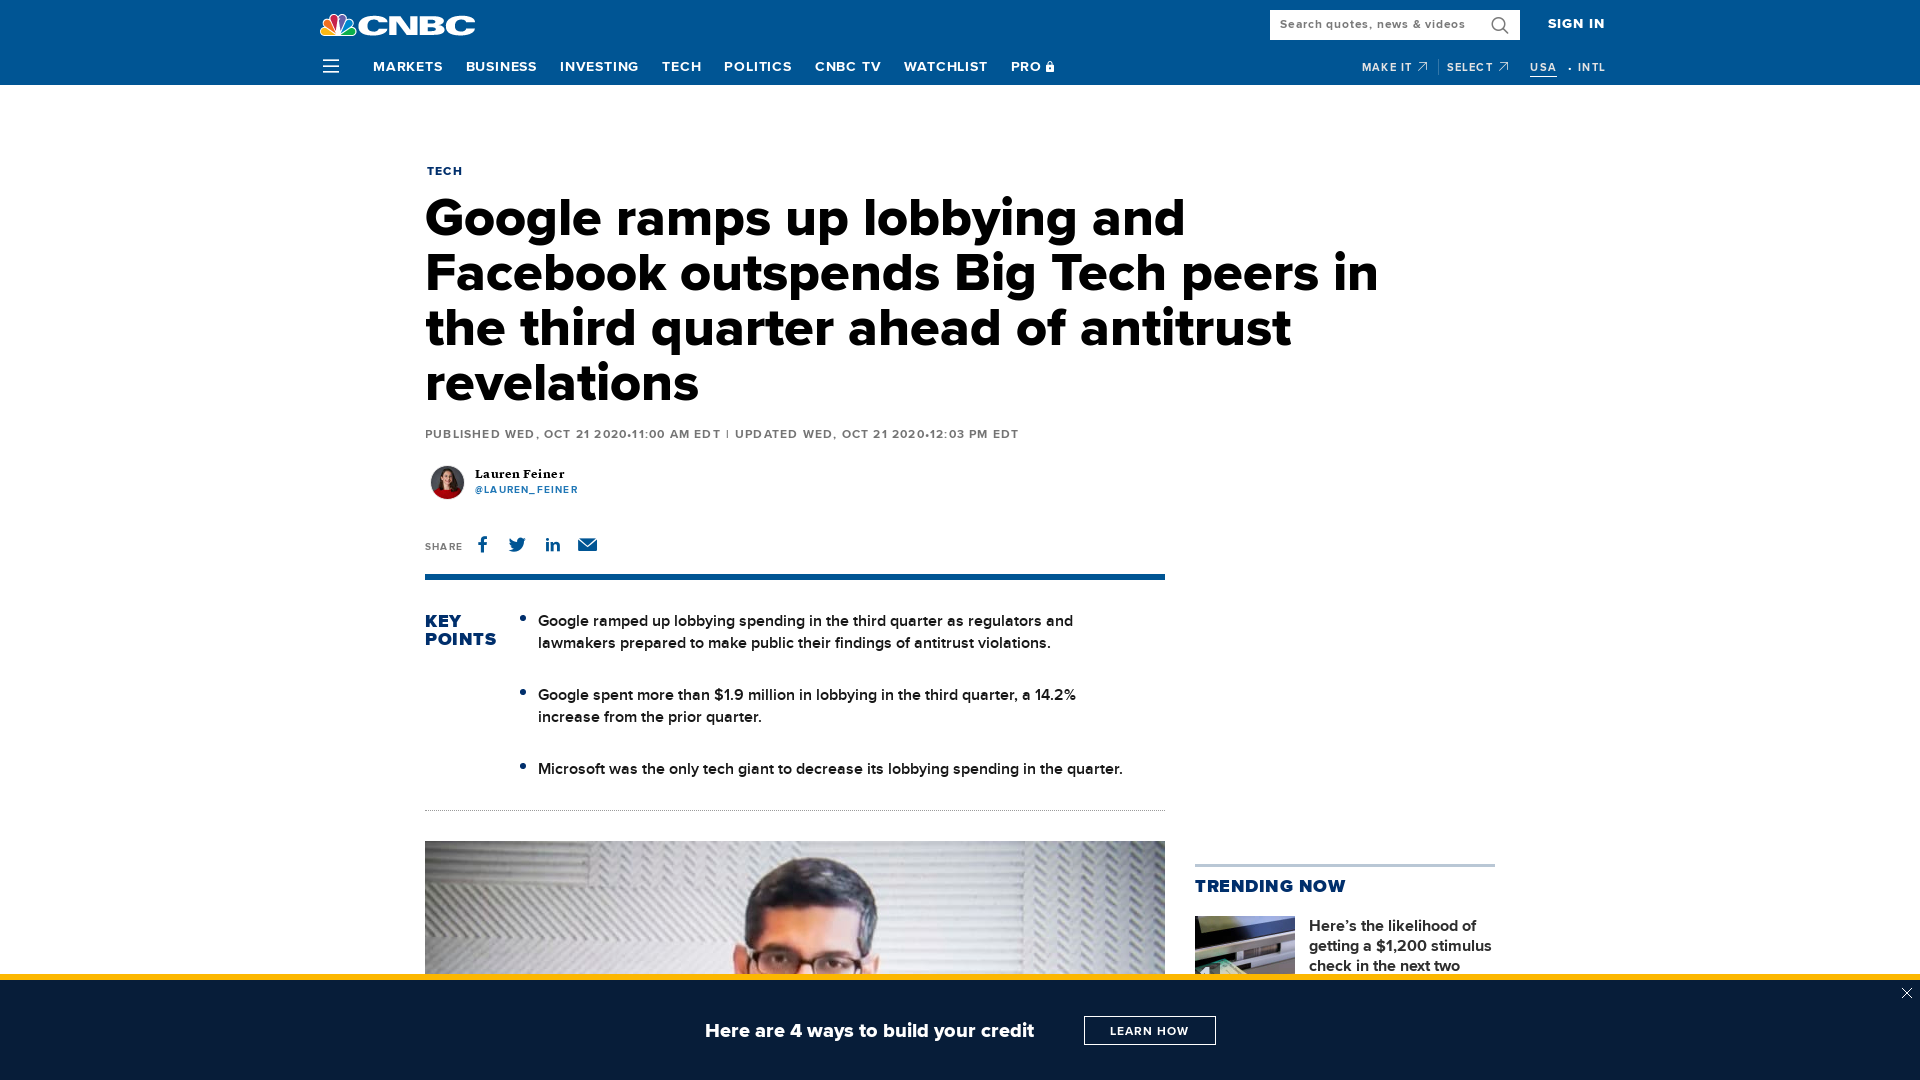 CNBC
Search quotes, news & videos
SIGN IN
MARKETS BUSINESS INVESTING TECH POLITICS CNBC TV WATCHLIST PRO
MAKE IT SELECT USA • INTL
TECH
Google ramps up lobbying and
Facebook outspends Big Tech peers in
the third quarter ahead of antitrust
revelations
PUBLISHED WED, OCT 21 2020•11:00 AM EDT | UPDATED WED, OCT 21 2020•12:03 PM EDT
Lauren Feiner
@LAUREN_FEINER
SHARE
KEY
POINTS
Google ramped up lobbying spending in the third quarter as regulators and
lawmakers prepared to make public their findings of antitrust violations.
Google spent more than $1.9 million in lobbying in the third quarter, a 14.2%
increase from the prior quarter.
Microsoft was the only tech giant to decrease its lobbying spending in the quarter.
TRENDING NOW
Here’s the likelihood of
getting a $1,200 stimulus
check in the next two
Here are 4 ways to build your credit
LEARN HOW